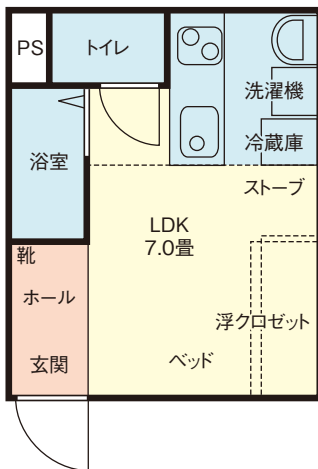 PS
トイレ
洗濯機
冷蔵庫
浴室
ストーブ
LDK
7.0畳
靴
ホール
浮クロゼット
玄関
ベッド